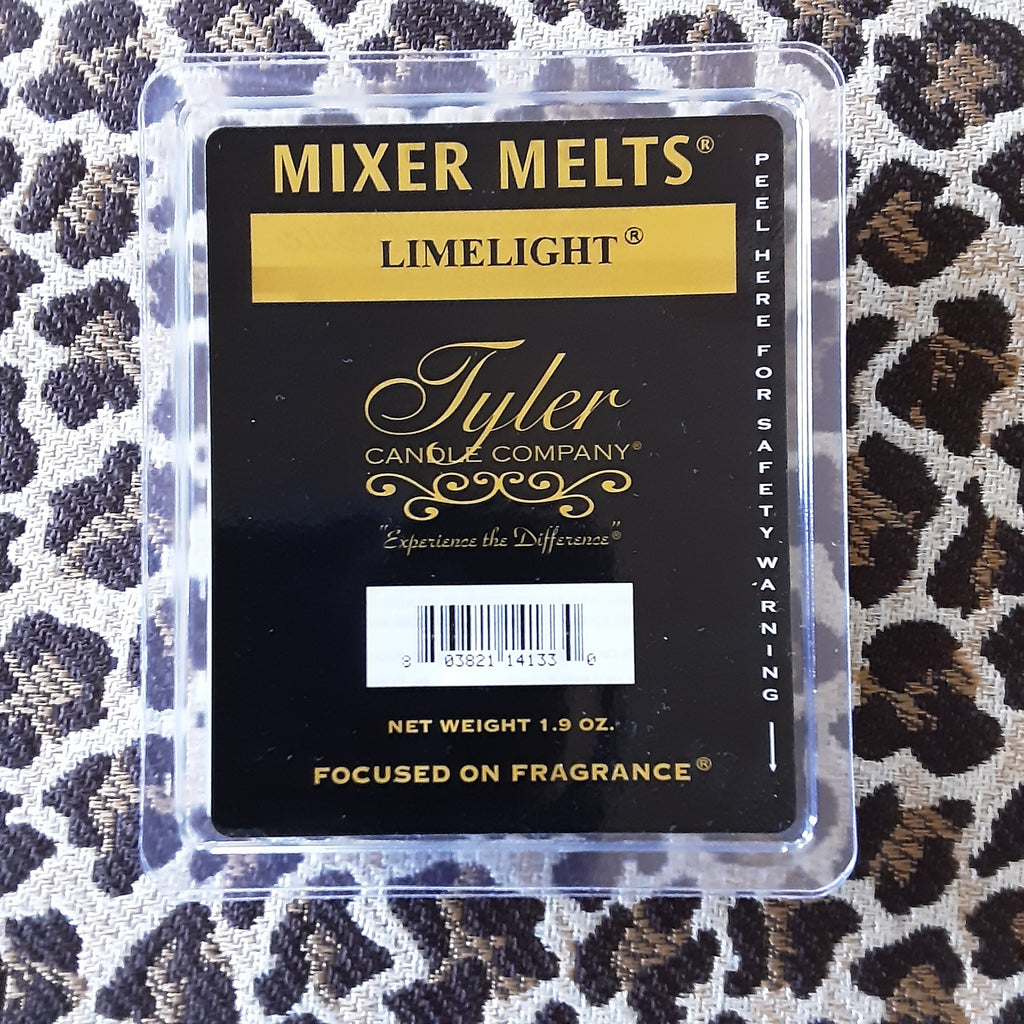 MIXER MELTS®
LIMELIGHT®
Tyler
CANDLE COMPANY®
"Experience the Difference"®
8 03821 14133 0
NET WEIGHT 1.9 OZ.
FOCUSED ON FRAGRANCE®
PEEL HERE FOR SAFETY WARNING